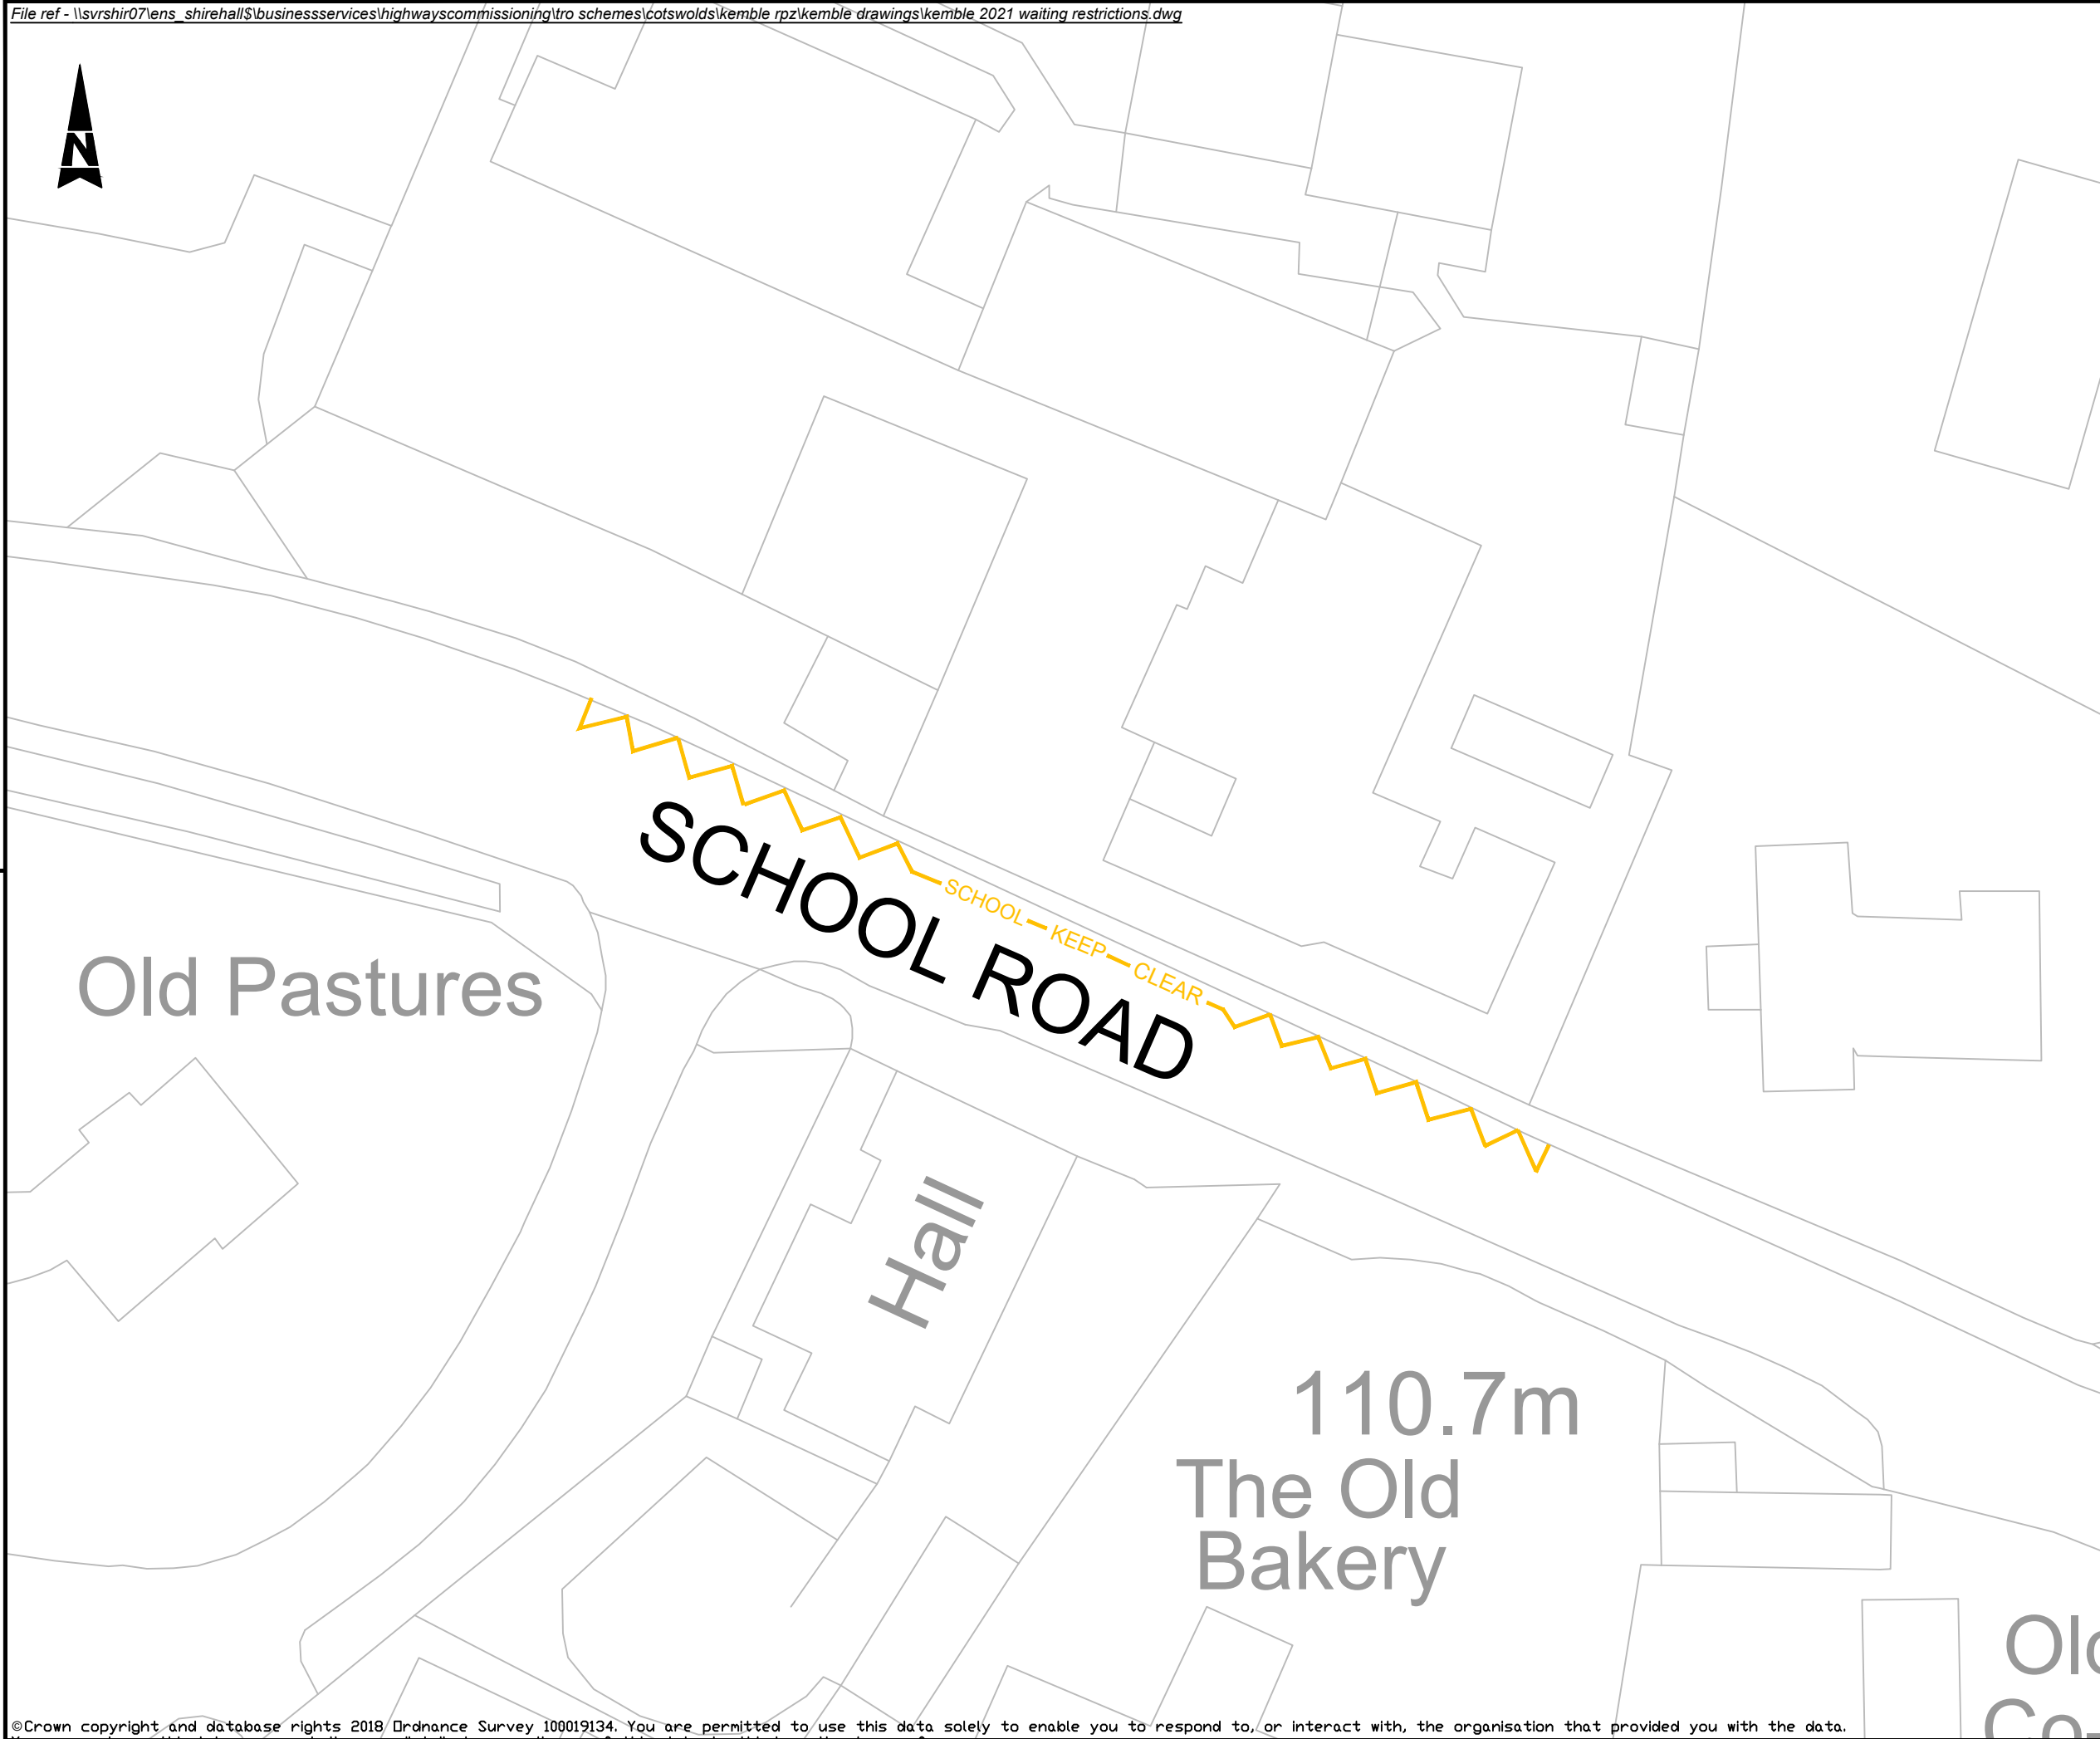 File ref - \\svrshir07\ens_shirehall$\businessservices\highwayscommissioning\tro schemes\cotswolds\kemble rpz\kemble drawings\kemble 2021 waiting restrictions.dwg
N
SCHOOL KEEP CLEAR
SCHOOL ROAD
Old Pastures
Hall
110.7m
The Old
Bakery
Old
Co-
©Crown copyright and database rights 2018 Ordnance Survey 100019134. You are permitted to use this data solely to enable you to respond to, or interact with, the organisation that provided you with the data.